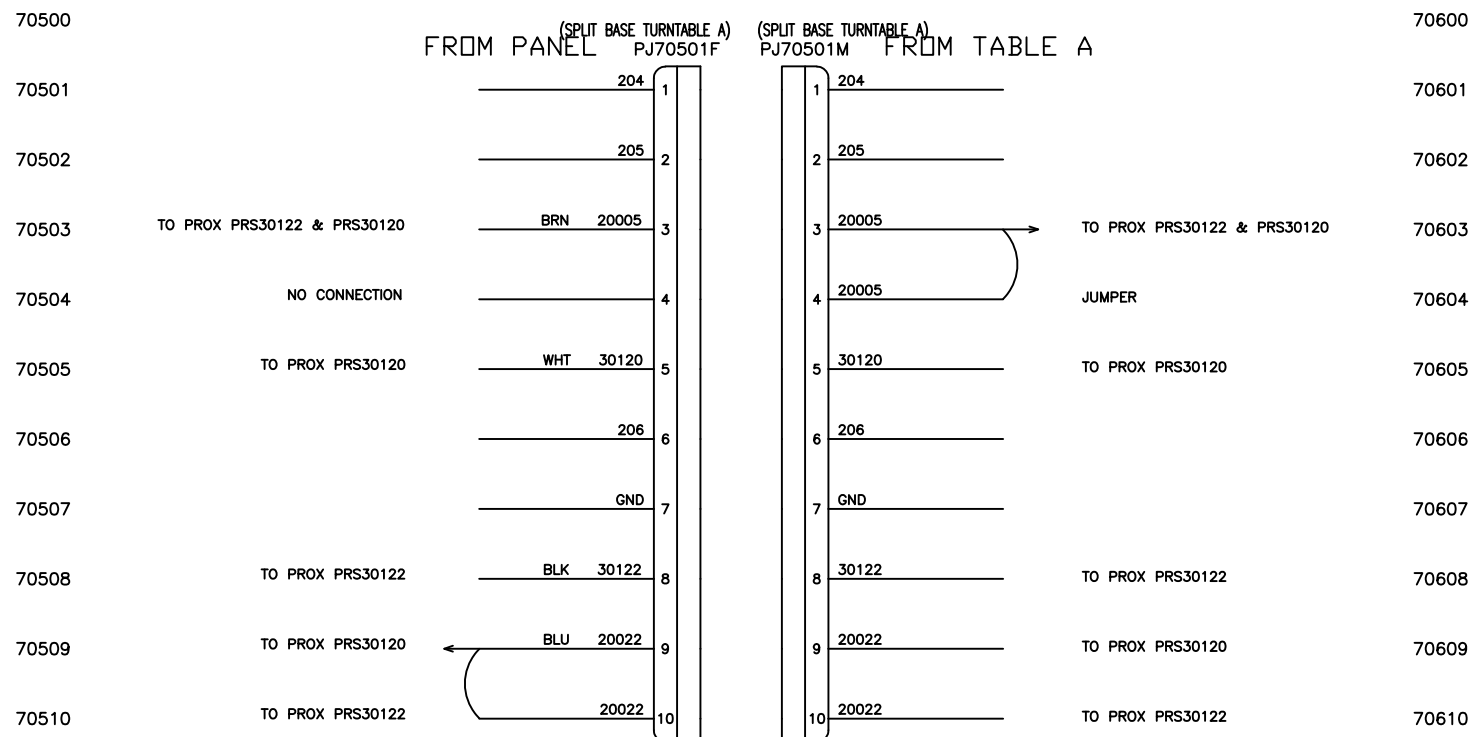 70500 (SPLIT BASE TURNTABLE A) (SPLIT BASE TURNTABLE A) 70600
FROM PANEL PJ70501F PJ70501M FROM TABLE A
70501 204 1 1 204 70601
70502 205 2 2 205 70602
70503 TO PROX PRS30122 & PRS30120 BRN 20005 3 3 20005 TO PROX PRS30122 & PRS30120 70603
70504 NO CONNECTION 4 4 20005 JUMPER 70604
70505 TO PROX PRS30120 WHT 30120 5 5 30120 TO PROX PRS30120 70605
70506 206 6 6 206 70606
70507 GND 7 7 GND 70607
70508 TO PROX PRS30122 BLK 30122 8 8 30122 TO PROX PRS30122 70608
70509 TO PROX PRS30120 BLU 20022 9 9 20022 TO PROX PRS30120 70609
70510 TO PROX PRS30122 20022 10 10 20022 TO PROX PRS30122 70610